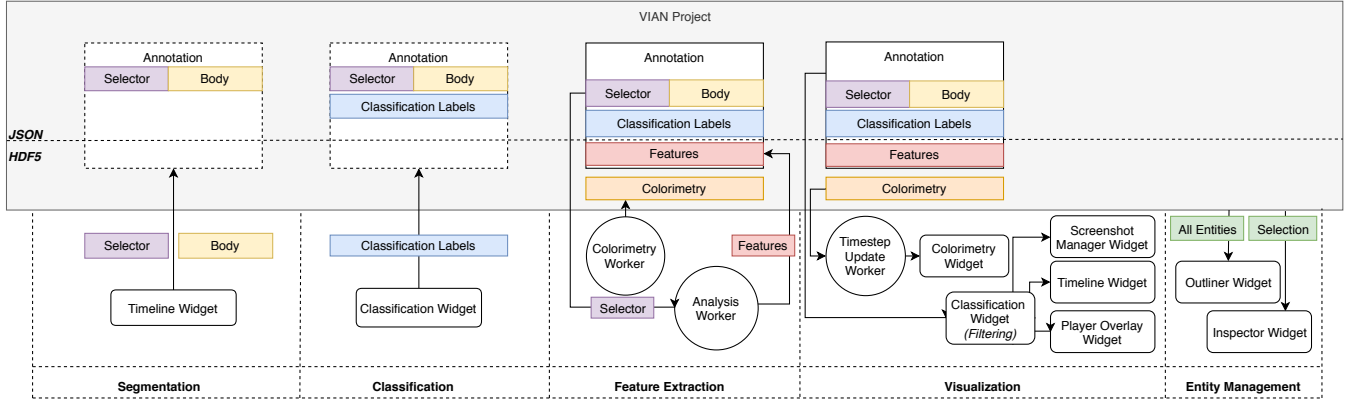 VIAN Project
Annotation
Selector
Body
JSON
HDF5
Selector
Body
Timeline Widget
Segmentation
Annotation
Selector
Body
Classification Labels
Classification Labels
Classification Widget
Classification
Annotation
Selector
Body
Classification Labels
Features
Colorimetry
Colorimetry
Worker
Features
Selector
Analysis
Worker
Feature Extraction
Annotation
Selector
Body
Classification Labels
Features
Colorimetry
Timestep
Update
Worker
Colorimetry
Widget
Screenshot
Manager Widget
Timeline Widget
Classification
Widget
(Filtering)
Player Overlay
Widget
Visualization
All Entities
Selection
Outliner Widget
Inspector Widget
Entity Management